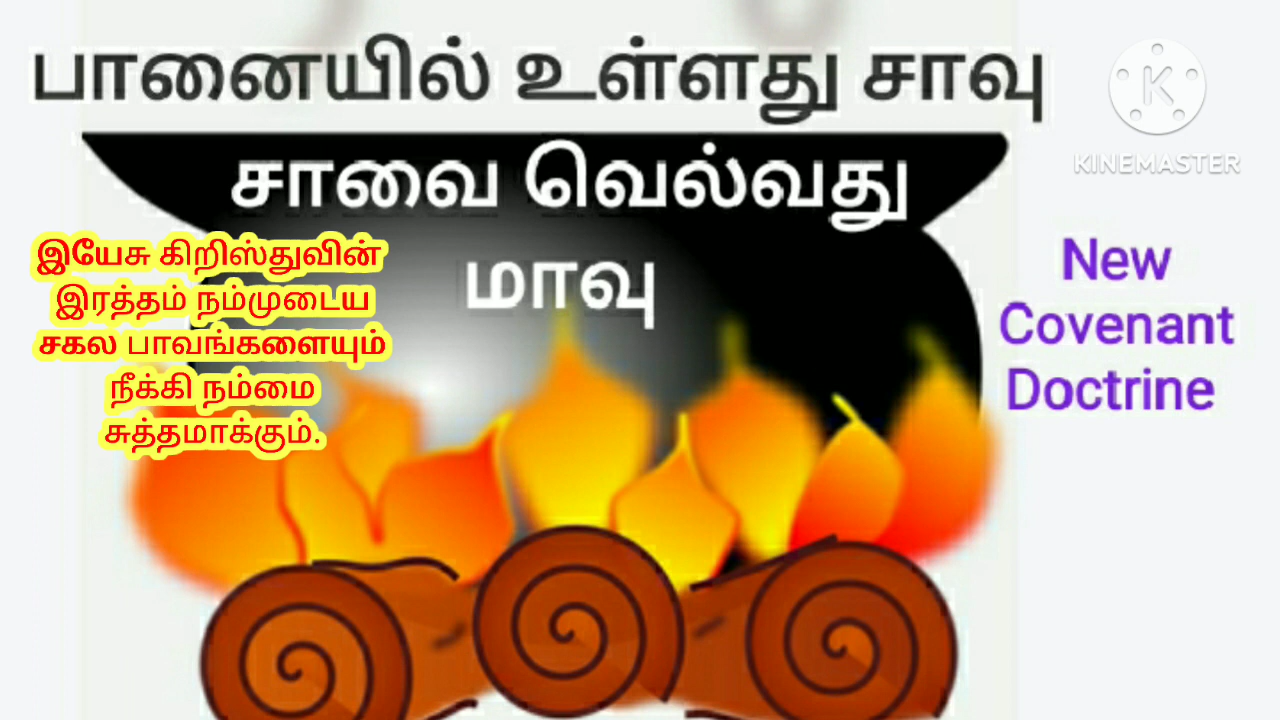 பானையில் உள்ளது சாவு
சாவை வெல்வது
மாவு
இயேசு கிறிஸ்துவின்
இரத்தம் நம்முடைய
சகல பாவங்களையும்
நீக்கி நம்மை
சுத்தமாக்கும்.
K
KINEMASTER
New
Covenant
Doctrine